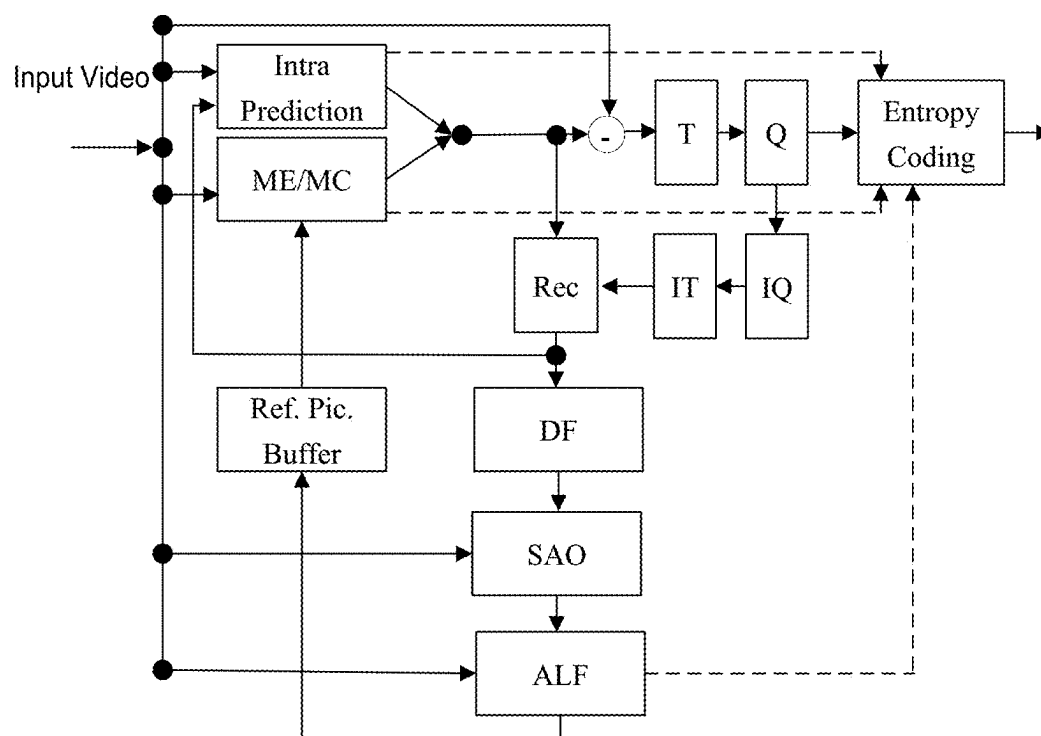 Input Video
Intra
Prediction
ME/MC
-
T
Q
Entropy
Coding
Rec
IT
IQ
Ref. Pic.
Buffer
DF
SAO
ALF